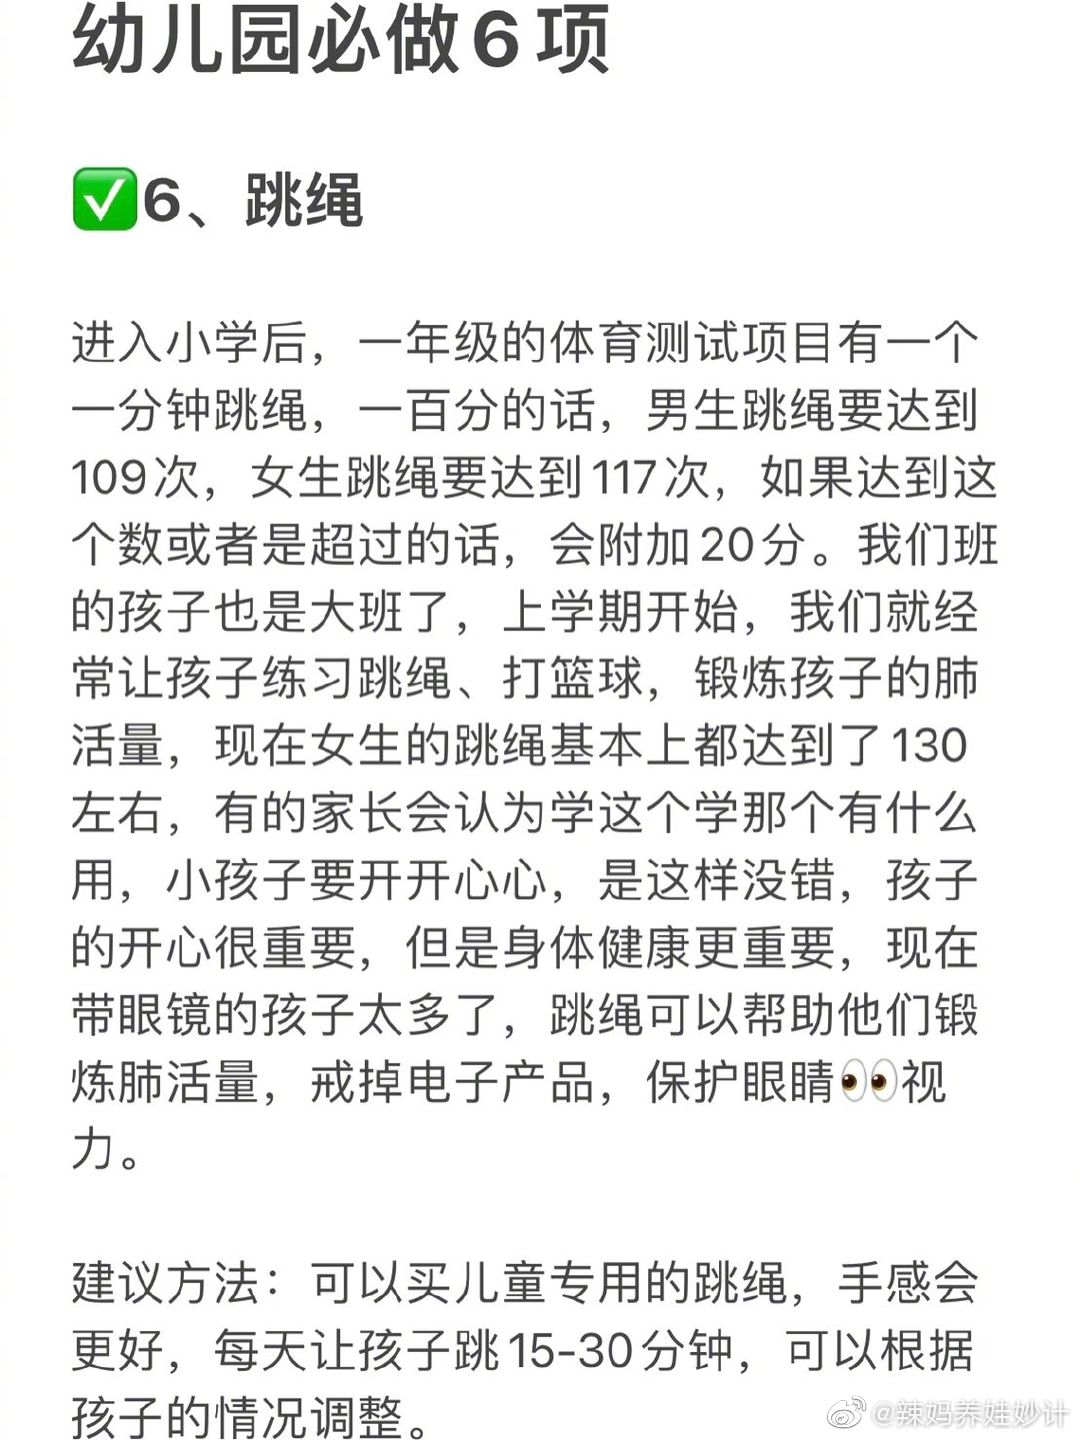 幼儿园必做6项
✅6、跳绳
进入小学后，一年级的体育测试项目有一个
一分钟跳绳，一百分的话，男生跳绳要达到
109次，女生跳绳要达到117次，如果达到这
个数或者是超过的话，会附加20分。我们班
的孩子也是大班了，上学期开始，我们就经
常让孩子练习跳绳、打篮球，锻炼孩子的肺
活量，现在女生的跳绳基本上都达到了130
左右，有的家长会认为学这个学那个有什么
用，小孩子要开开心心，是这样没错，孩子
的开心很重要，但是身体健康更重要，现在
带眼镜的孩子太多了，跳绳可以帮助他们锻
炼肺活量，戒掉电子产品，保护眼睛👀视
力。
建议方法：可以买儿童专用的跳绳，手感会
更好，每天让孩子跳15-30分钟，可以根据
孩子的情况调整。
@辣妈养娃妙计